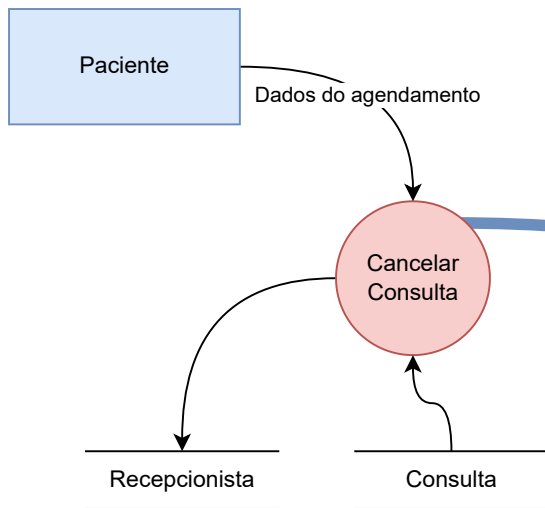 Paciente
Dados do agendamento
Cancelar
Consulta
Recepcionista
Consulta